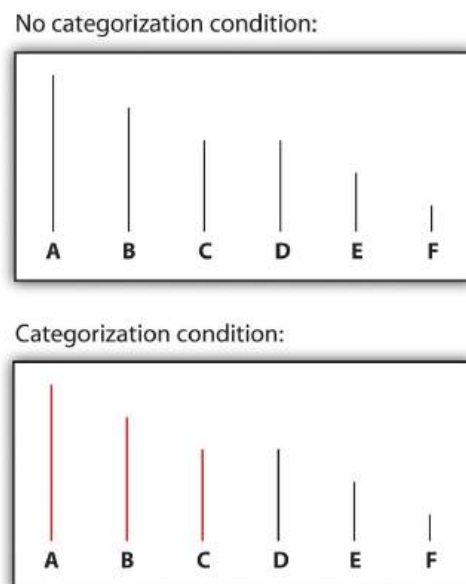 No categorization condition:
A B C D E F
Categorization condition:
A B C D E F